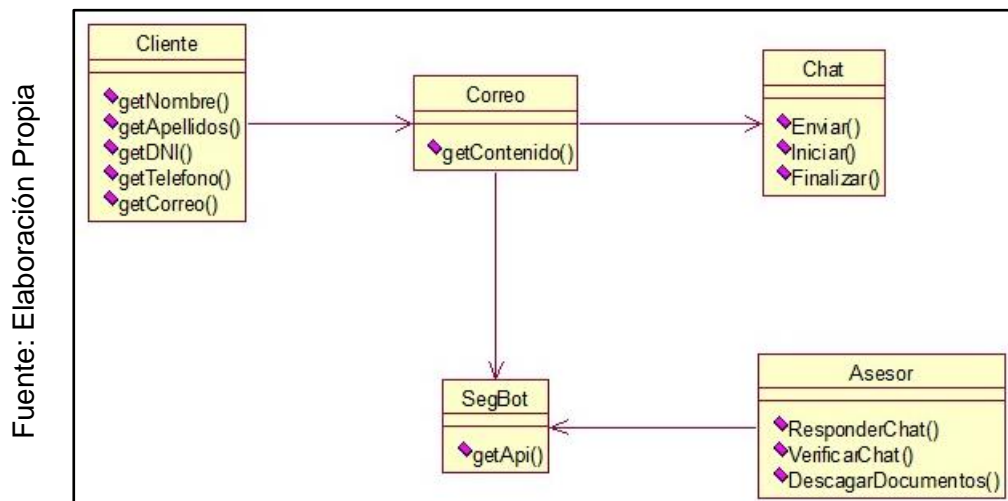 Fuente: Elaboración Propia
Cliente
getNombre()
getApellidos()
getDNI()
getTelefono()
getCorreo()
Correo
getContenido()
Chat
Enviar()
Iniciar()
Finalizar()
SegBot
getApi()
Asesor
ResponderChat()
VerificarChat()
DescagarDocumentos()